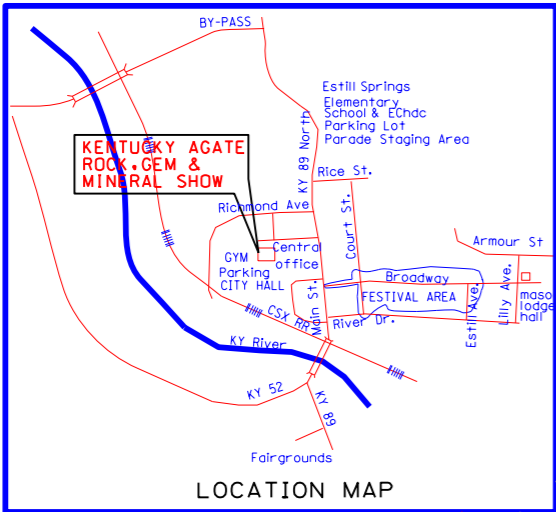 BY-PASS
Estill Springs
Elementary
School & EChdc
Parking Lot
Parade Staging Area
KY 89 North
KENTUCKY AGATE
ROCK,GEM &
MINERAL SHOW
Rice St.
Richmond Ave
Court St.
Armour St
GYM
Parking
CITY HALL
Central
office
Broadway
FESTIVAL AREA
Main St.
River Dr.
Estill Ave.
Lilly Ave.
maso
lodge
hall
CSX RR
KY River
KY 52
KY 89
Fairgrounds
LOCATION MAP